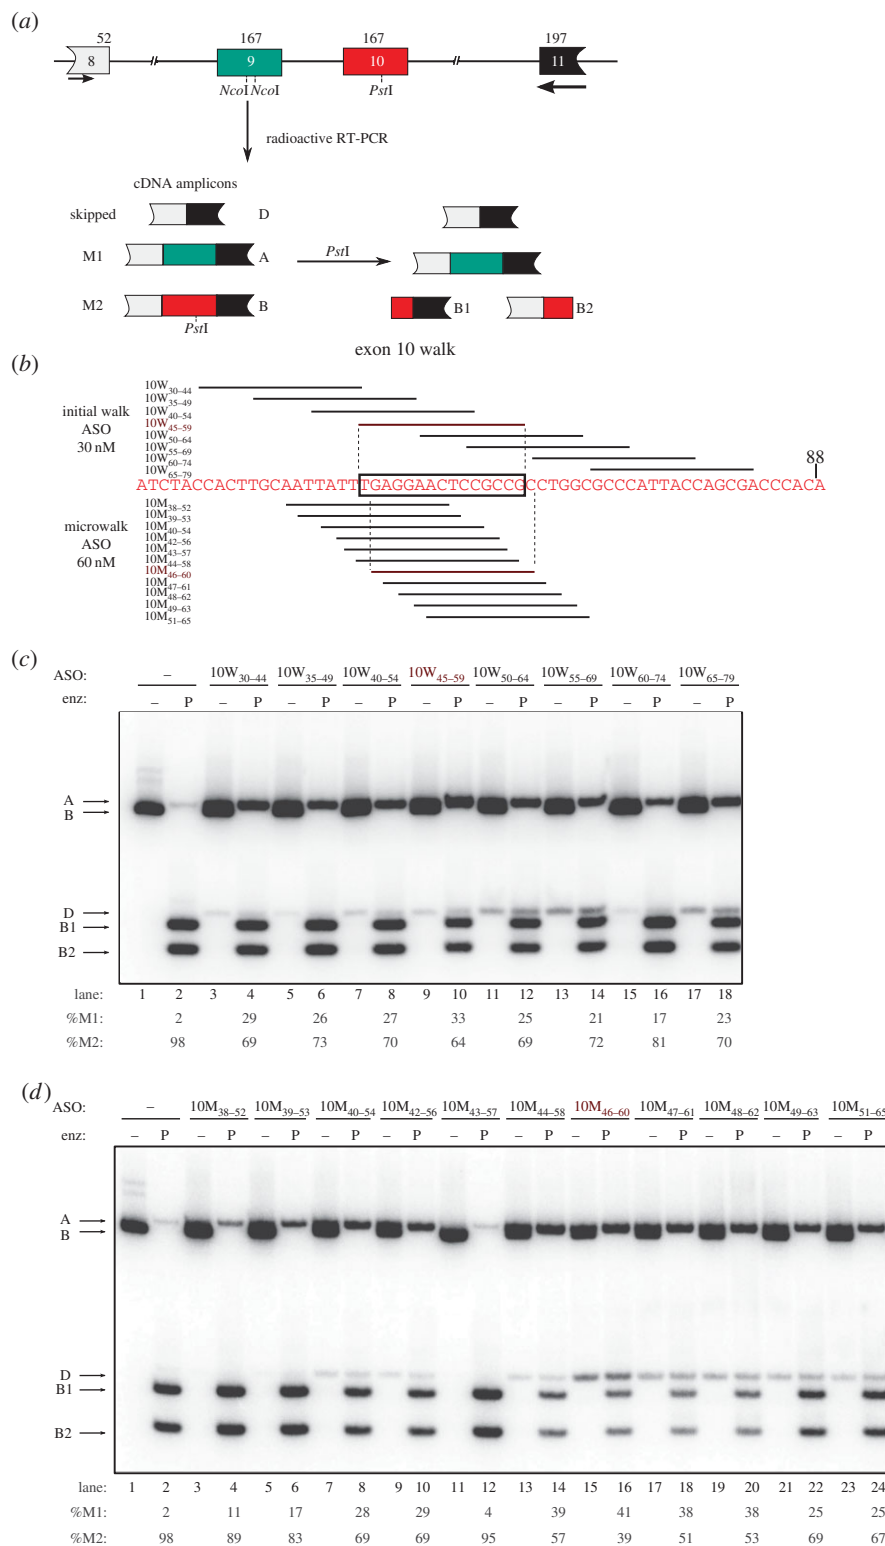 (a)
52 167 167 197
8 9 10 11
NcoI NcoI PstI
radioactive RT-PCR
cDNA amplicons
skipped D
M1 A PstI
M2 B B1 B2
PstI
exon 10 walk
(b)
10W30–44
10W35–49
initial walk 10W40–54
ASO 10W45–59
30 nM 10W50–64
10W55–69
10W60–74
10W65–79 88
ATCTACCACTTGCAATTATTTGAGGAACTCCGCCGCCTGGCGCCCATTACCAGCGACCCACA
10M38–52
10M39–53
microwalk 10M40–54
ASO 10M42–56
60 nM 10M43–57
10M44–58
10M46–60
10M47–61
10M48–62
10M49–63
10M51–65
(c)
ASO: – 10W30–44 10W35–49 10W40–54 10W45–59 10W50–64 10W55–69 10W60–74 10W65–79
enz: – P – P – P – P – P – P – P – P – P
A
B
D
B1
B2
lane: 1 2 3 4 5 6 7 8 9 10 11 12 13 14 15 16 17 18
%M1: 2 29 26 27 33 25 21 17 23
%M2: 98 69 73 70 64 69 72 81 70
(d)
ASO: – 10M38–52 10M39–53 10M40–54 10M42–56 10M43–57 10M44–58 10M46–60 10M47–61 10M48–62 10M49–63 10M51–65
enz: – P – P – P – P – P – P – P – P – P – P – P – P
A
B
D
B1
B2
lane: 1 2 3 4 5 6 7 8 9 10 11 12 13 14 15 16 17 18 19 20 21 22 23 24
%M1: 2 11 17 28 29 4 39 41 38 38 25 25
%M2: 98 89 83 69 69 95 57 39 51 53 69 67